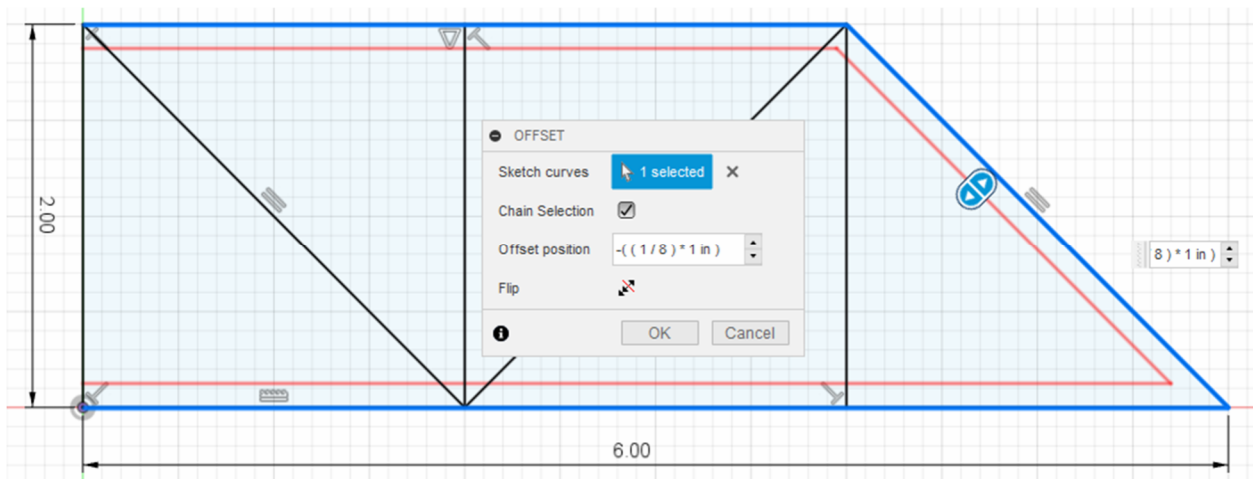 OFFSET
Sketch curves 1 selected
Chain Selection
Offset position -( ( 1 / 8 ) * 1 in )
Flip
OK Cancel
2.00
8 ) * 1 in )
6.00